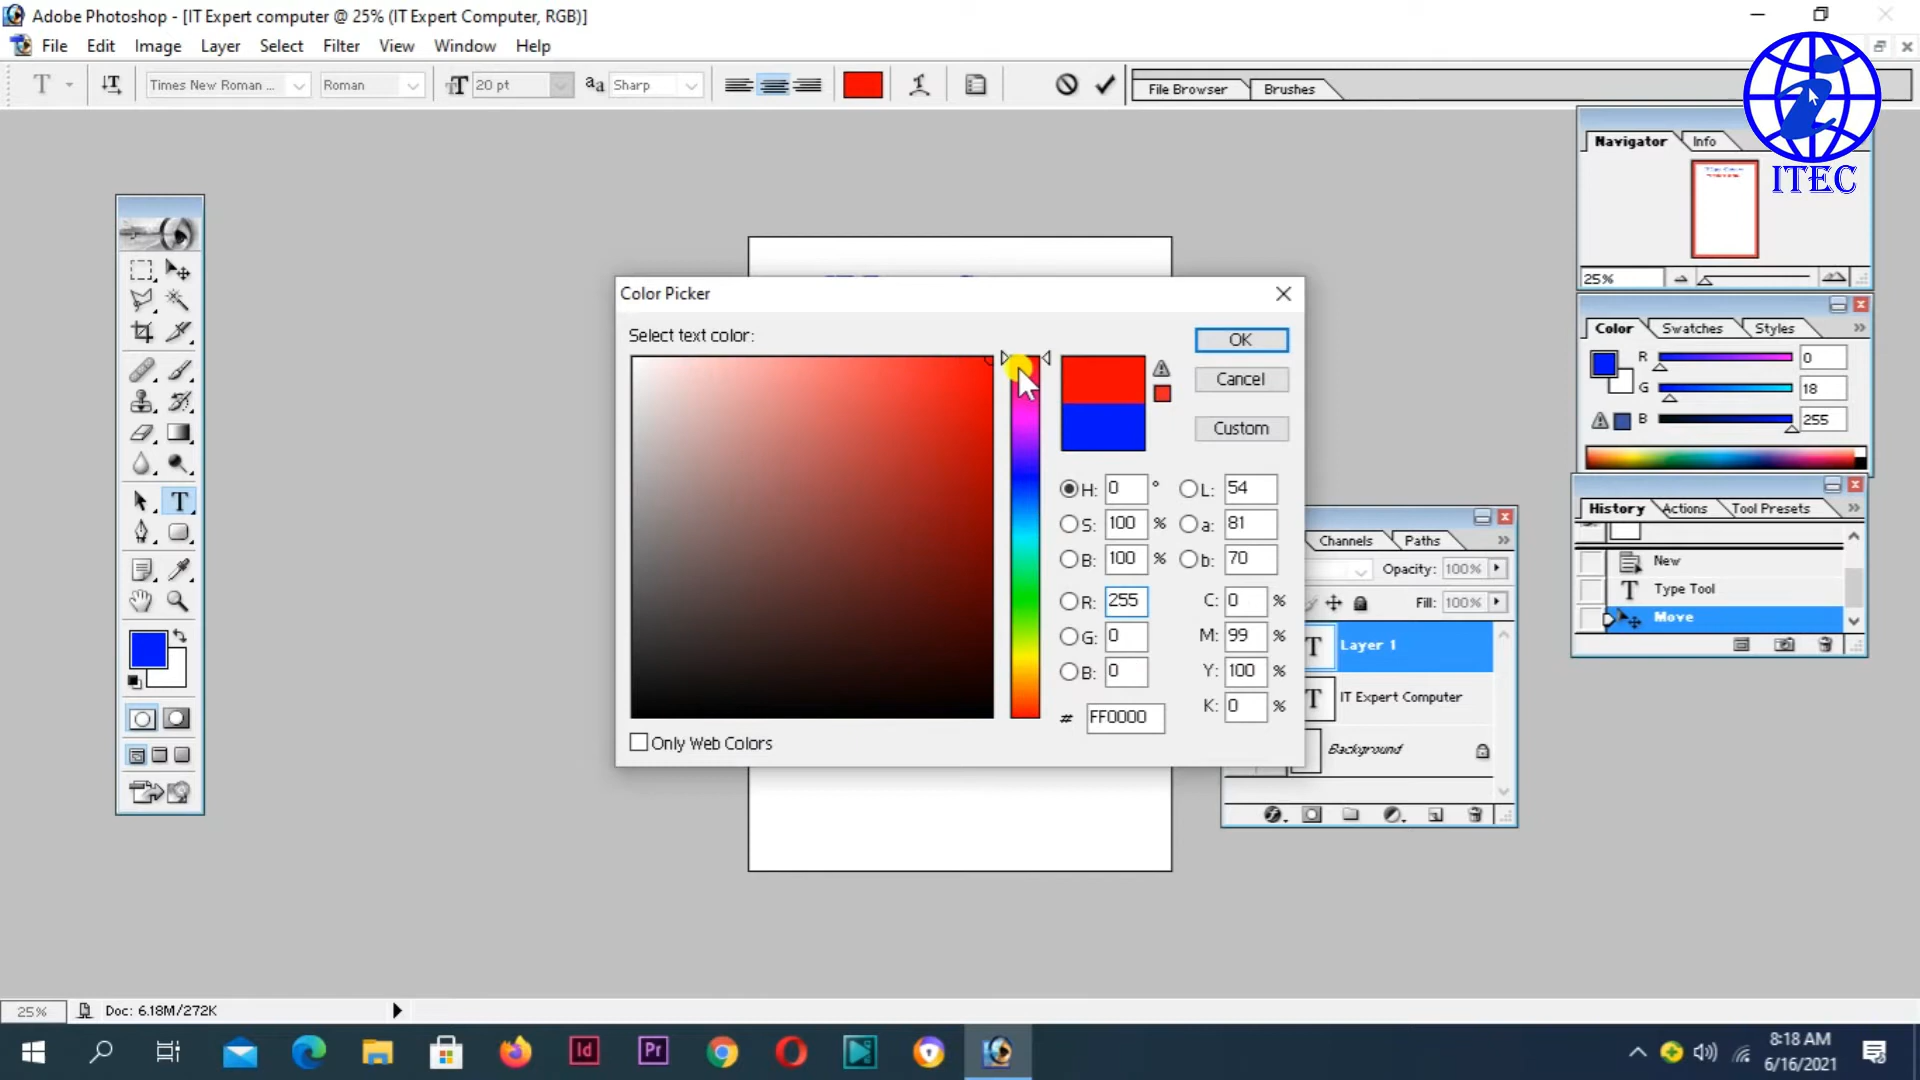 Adobe Photoshop - [IT Expert computer @ 25% (IT Expert Computer, RGB)]
File Edit Image Layer Select Filter View Window Help
T Times New Roman ... Roman 20 pt aa Sharp File Browser Brushes
ITEC
Navigator Info
25%
Color Swatches Styles
R 0
G 18
B 255
History Actions Tool Presets
New
Type Tool
Move
Color Picker
Select text color:
OK
Cancel
Custom
H: 0 ° L: 54
S: 100 % a: 81
B: 100 % b: 70
R: 255 C: 0 %
G: 0 M: 99 %
B: 0 Y: 100 %
K: 0 %
# FF0000
Only Web Colors
Channels Paths
Opacity: 100%
Fill: 100%
T Layer 1
T IT Expert Computer
Background
25% Doc: 6.18M/272K
Id Pr
8:18 AM
6/16/2021